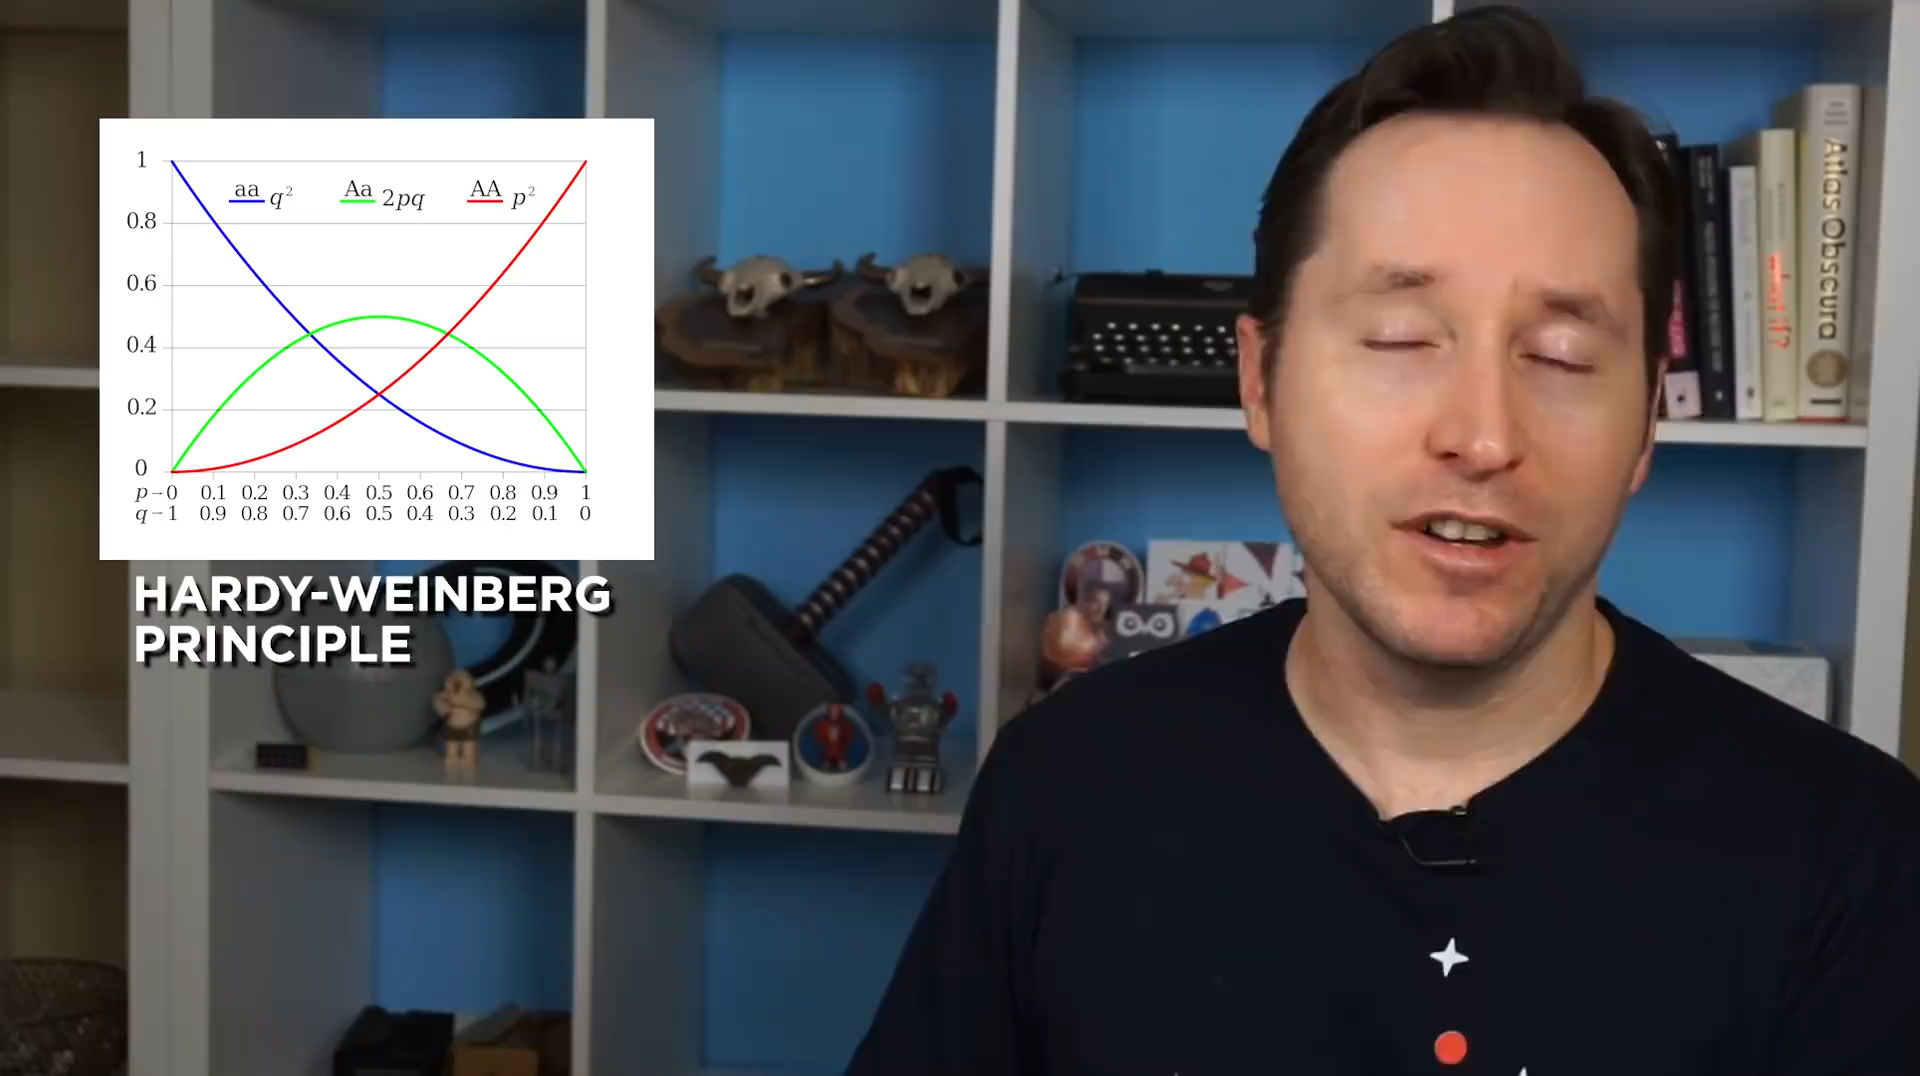 1
aa q² Aa 2pq AA p²
0.8
0.6
0.4
0.2
0
p – 0 0.1 0.2 0.3 0.4 0.5 0.6 0.7 0.8 0.9 1
q – 1 0.9 0.8 0.7 0.6 0.5 0.4 0.3 0.2 0.1 0
HARDY-WEINBERG
PRINCIPLE
Atlas Obscura
what if?